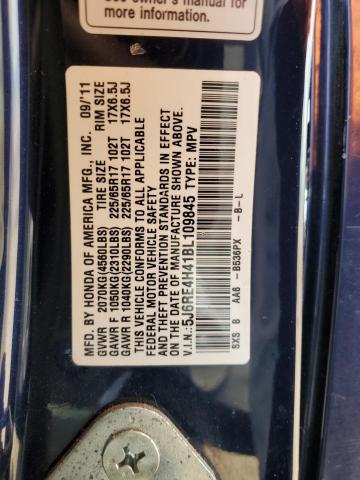 See owner's manual for
more information.
MFD. BY HONDA OF AMERICA MFG., INC. 09/'11
GVWR 2070KG(4560LBS) TIRE SIZE RIM SIZE
GAWR F 1050KG(2310LBS) 225/65R17 102T 17X6.5J
GAWR R 1040KG(2290LBS) 225/65R17 102T 17X6.5J
THIS VEHICLE CONFORMS TO ALL APPLICABLE
FEDERAL MOTOR VEHICLE SAFETY
AND THEFT PREVENTION STANDARDS IN EFFECT
ON THE DATE OF MANUFACTURE SHOWN ABOVE.
V.I.N.:5J6RE4H41BL109845 TYPE: MPV
SXS B AA6 -B536PX -B-L